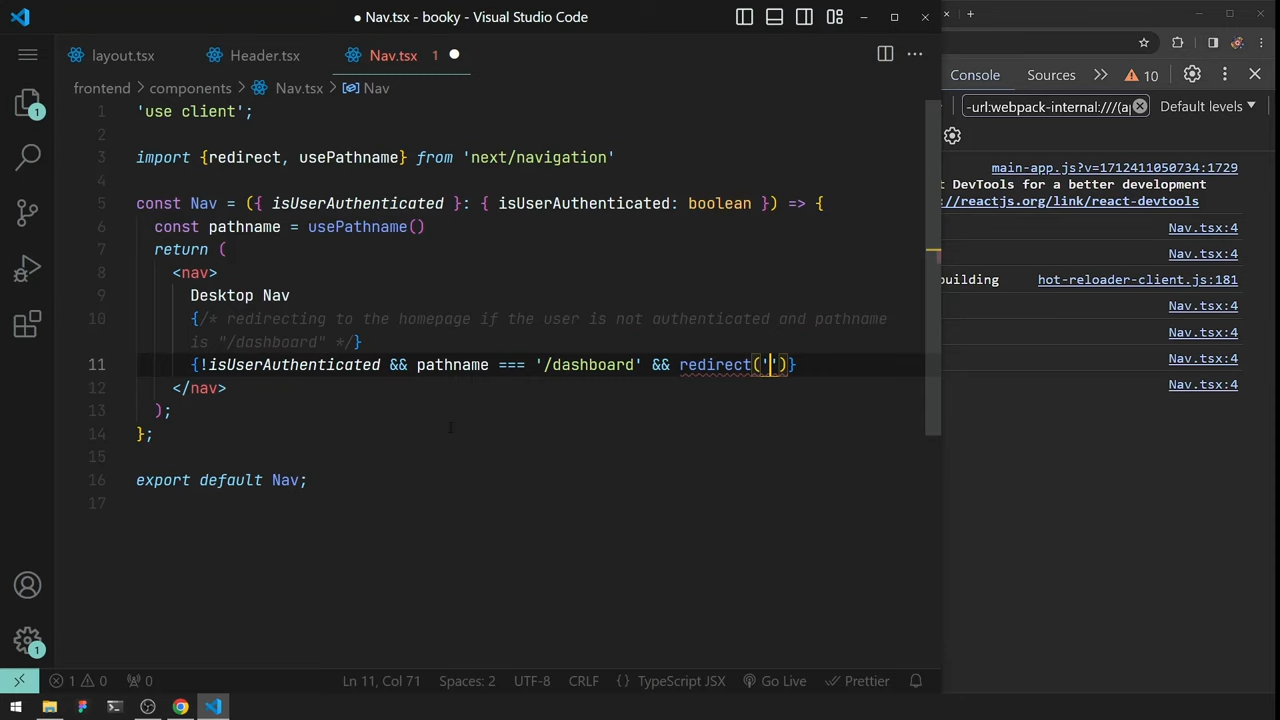 ● Nav.tsx - booky - Visual Studio Code
layout.tsx
Header.tsx
Nav.tsx 1 ●
frontend > components > Nav.tsx > Nav
1 'use client';
2
3 import {redirect, usePathname} from 'next/navigation'
4
5 const Nav = ({ isUserAuthenticated }: { isUserAuthenticated: boolean }) => {
6 const pathname = usePathname()
7 return (
8 <nav>
9 Desktop Nav
10 {/* redirecting to the homepage if the user is not authenticated and pathname
is "/dashboard" */}
11 {!isUserAuthenticated && pathname === '/dashboard' && redirect('')}
12 </nav>
13 );
14 };
15
16 export default Nav;
17
1
1
1 0
0
Ln 11, Col 71
Spaces: 2
UTF-8
CRLF
{} TypeScript JSX
Go Live
Prettier
Console
Sources
10
-url:webpack-internal:///(a
Default levels
main-app.js?v=1712411050734:1729
t DevTools for a better development
://reactjs.org/link/react-devtools
Nav.tsx:4
Nav.tsx:4
building
hot-reloader-client.js:181
Nav.tsx:4
Nav.tsx:4
Nav.tsx:4
Nav.tsx:4